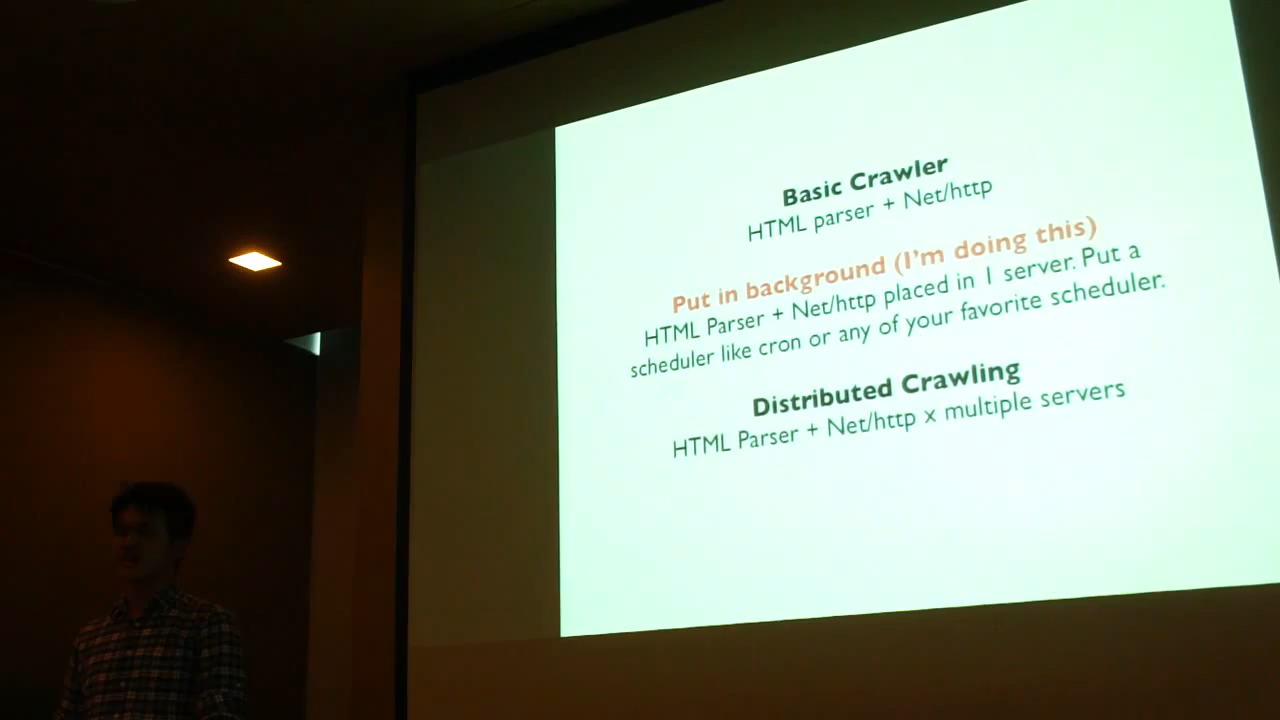 Basic Crawler
HTML parser + Net/http
Put in background (I'm doing this)
HTML Parser + Net/http placed in 1 server. Put a
scheduler like cron or any of your favorite scheduler.
Distributed Crawling
HTML Parser + Net/http x multiple servers